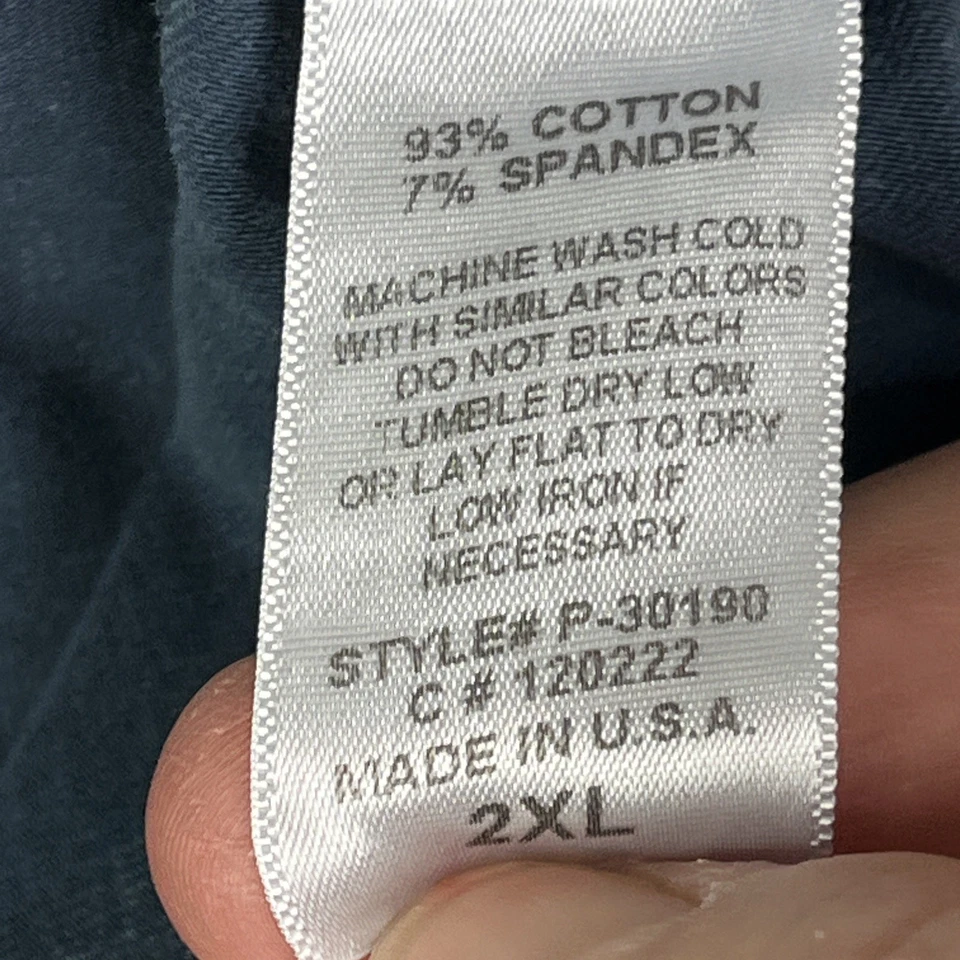 93% COTTON
7% SPANDEX
MACHINE WASH COLD
WITH SIMILAR COLORS
DO NOT BLEACH
TUMBLE DRY LOW
OR LAY FLAT TO DRY
LOW IRON IF
NECESSARY
STYLE# P-30190
C # 120222
MADE IN U.S.A.
2XL